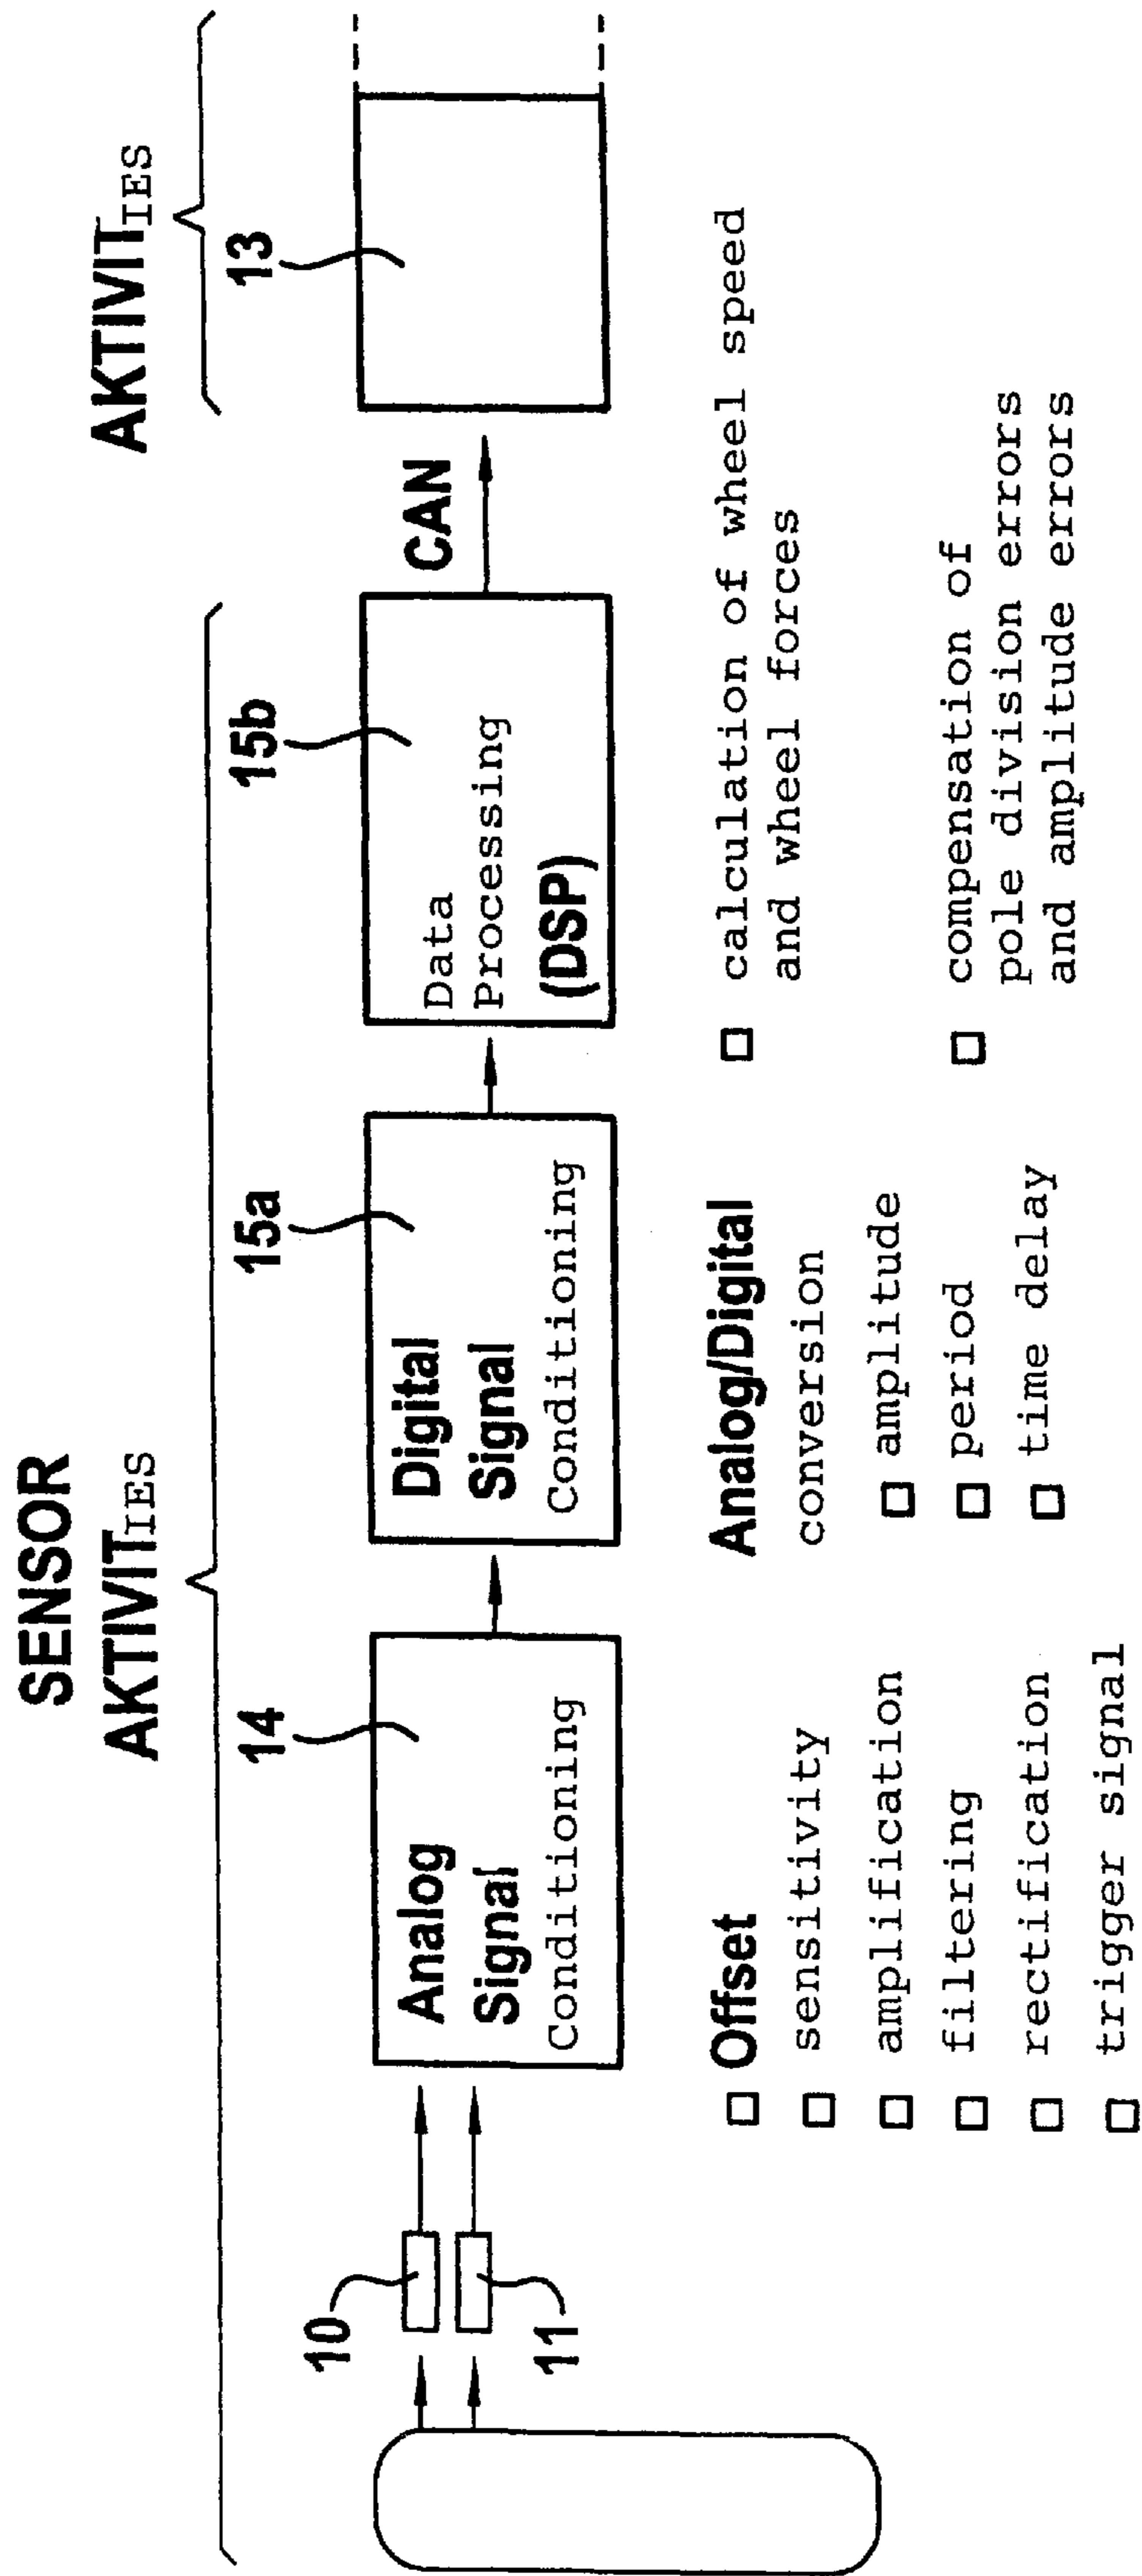 SENSOR
AKTIVITIES
AKTIVITIES
10
11
14
15a
15b
13
Analog
Signal
Conditioning
Digital
Signal
Conditioning
Data
Processing
(DSP)
CAN
□ Offset
□ sensitivity
□ amplification
□ filtering
□ rectification
□ trigger signal
Analog/Digital
conversion
□ amplitude
□ period
□ time delay
□ calculation of wheel speed
and wheel forces
□ compensation of
pole division errors
and amplitude errors